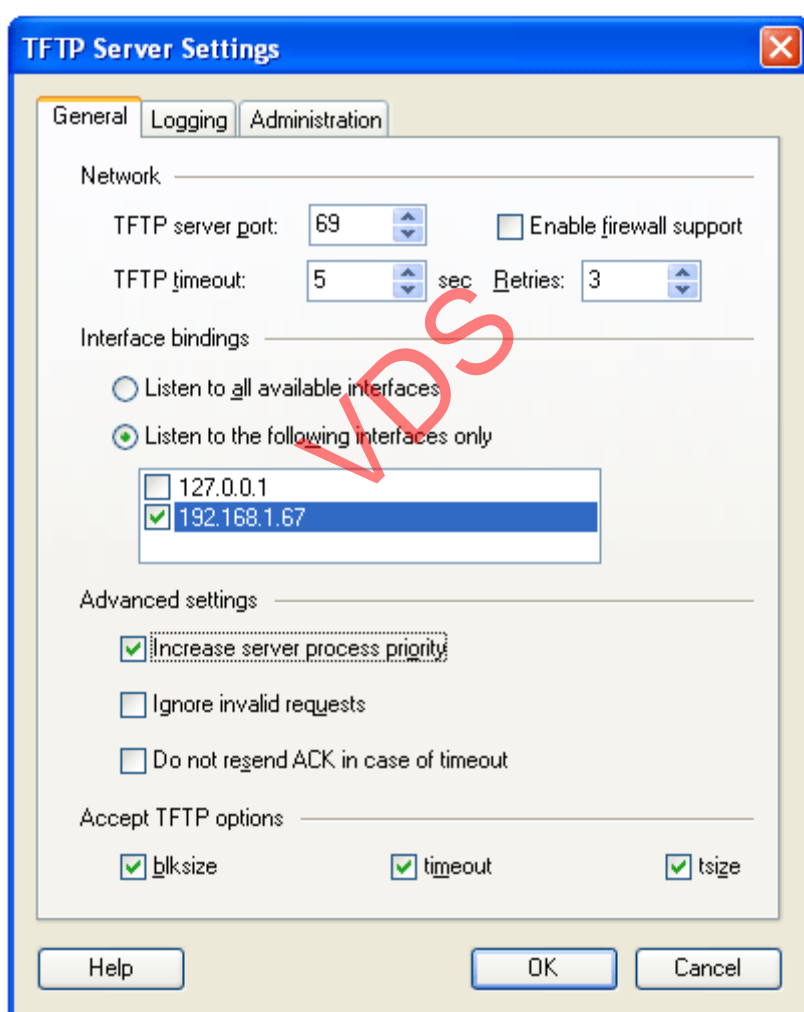 TFTP Server Settings
General Logging Administration
Network
TFTP server port: 69 Enable firewall support
TFTP timeout: 5 sec Retries: 3
Interface bindings
Listen to all available interfaces
Listen to the following interfaces only
127.0.0.1
192.168.1.67
VDS
Advanced settings
Increase server process priority
Ignore invalid requests
Do not resend ACK in case of timeout
Accept TFTP options
blksize timeout tsize
Help OK Cancel